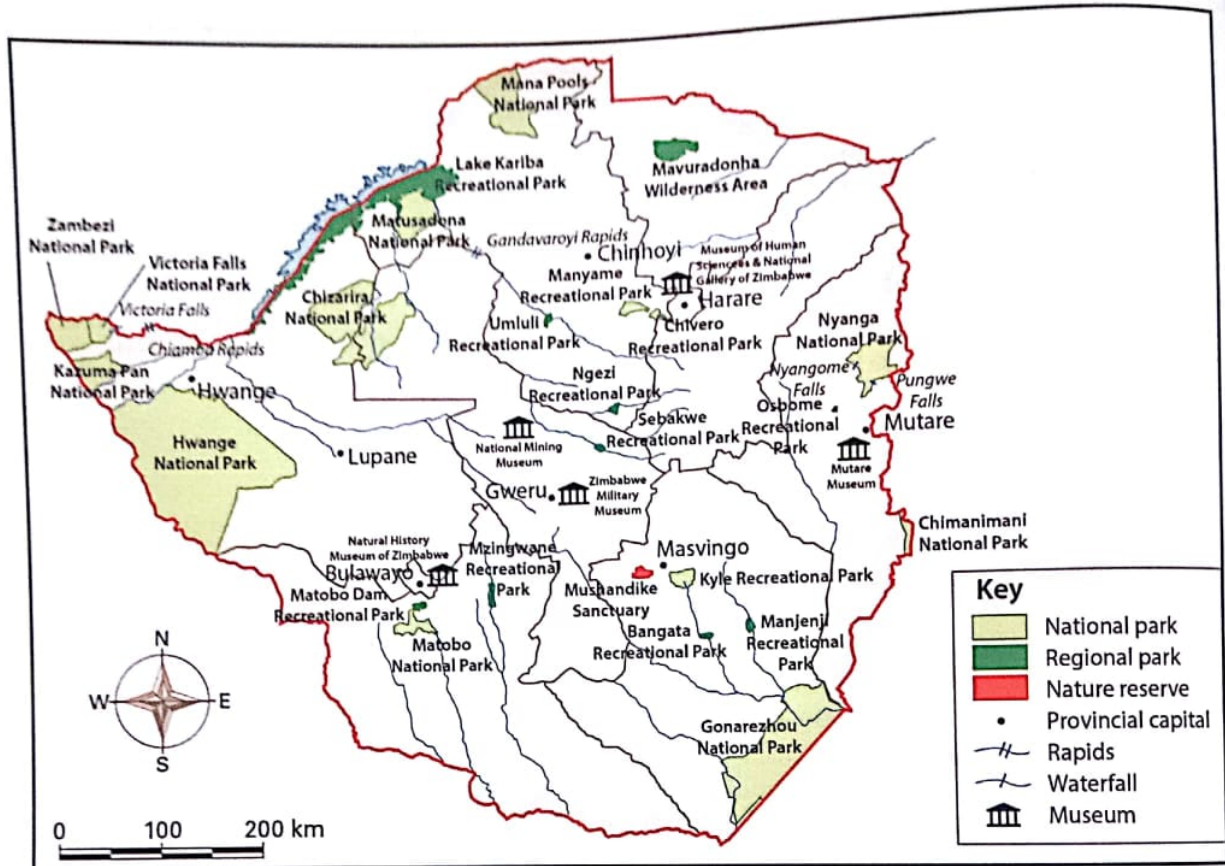 Mana Pools
National Park
Lake Kariba
Recreational Park
Mavuradonha
Wilderness Area
Zambezi
National Park
Matusadona
National Park
Gandavaroyi Rapids
Chinhoyi
Museum of Human
Sciences & National
Gallery of Zimbabwe
Victoria Falls
National Park
Manyame
Recreational Park
Harare
Chizarira
National Park
Victoria Falls
Umluli
Recreational Park
Chivero
Recreational Park
Nyanga
National Park
Chiamba Rapids
Kazuma Pan
National Park
Hwange
Ngezi
Recreational Park
Nyangome
Falls
Pungwe
Falls
Osborne
Recreational
Park
Sebakwe
Recreational Park
Mutare
Hwange
National Park
National Mining
Museum
Lupane
Mutare
Museum
Gweru
Zimbabwe
Military
Museum
Chimanimani
National Park
Natural History
Museum of Zimbabwe
Bylawayo
Mzingwane
Recreational
Park
Masvingo
Matobo Dam
Recreational Park
Mushandike
Sanctuary
Kyle Recreational Park
Matobo
National Park
Bangata
Recreational Park
Manjenji
Recreational
Park
Gonarezhou
National Park
Key
National park
Regional park
Nature reserve
Provincial capital
Rapids
Waterfall
Museum
N
W
E
S
0 100 200 km